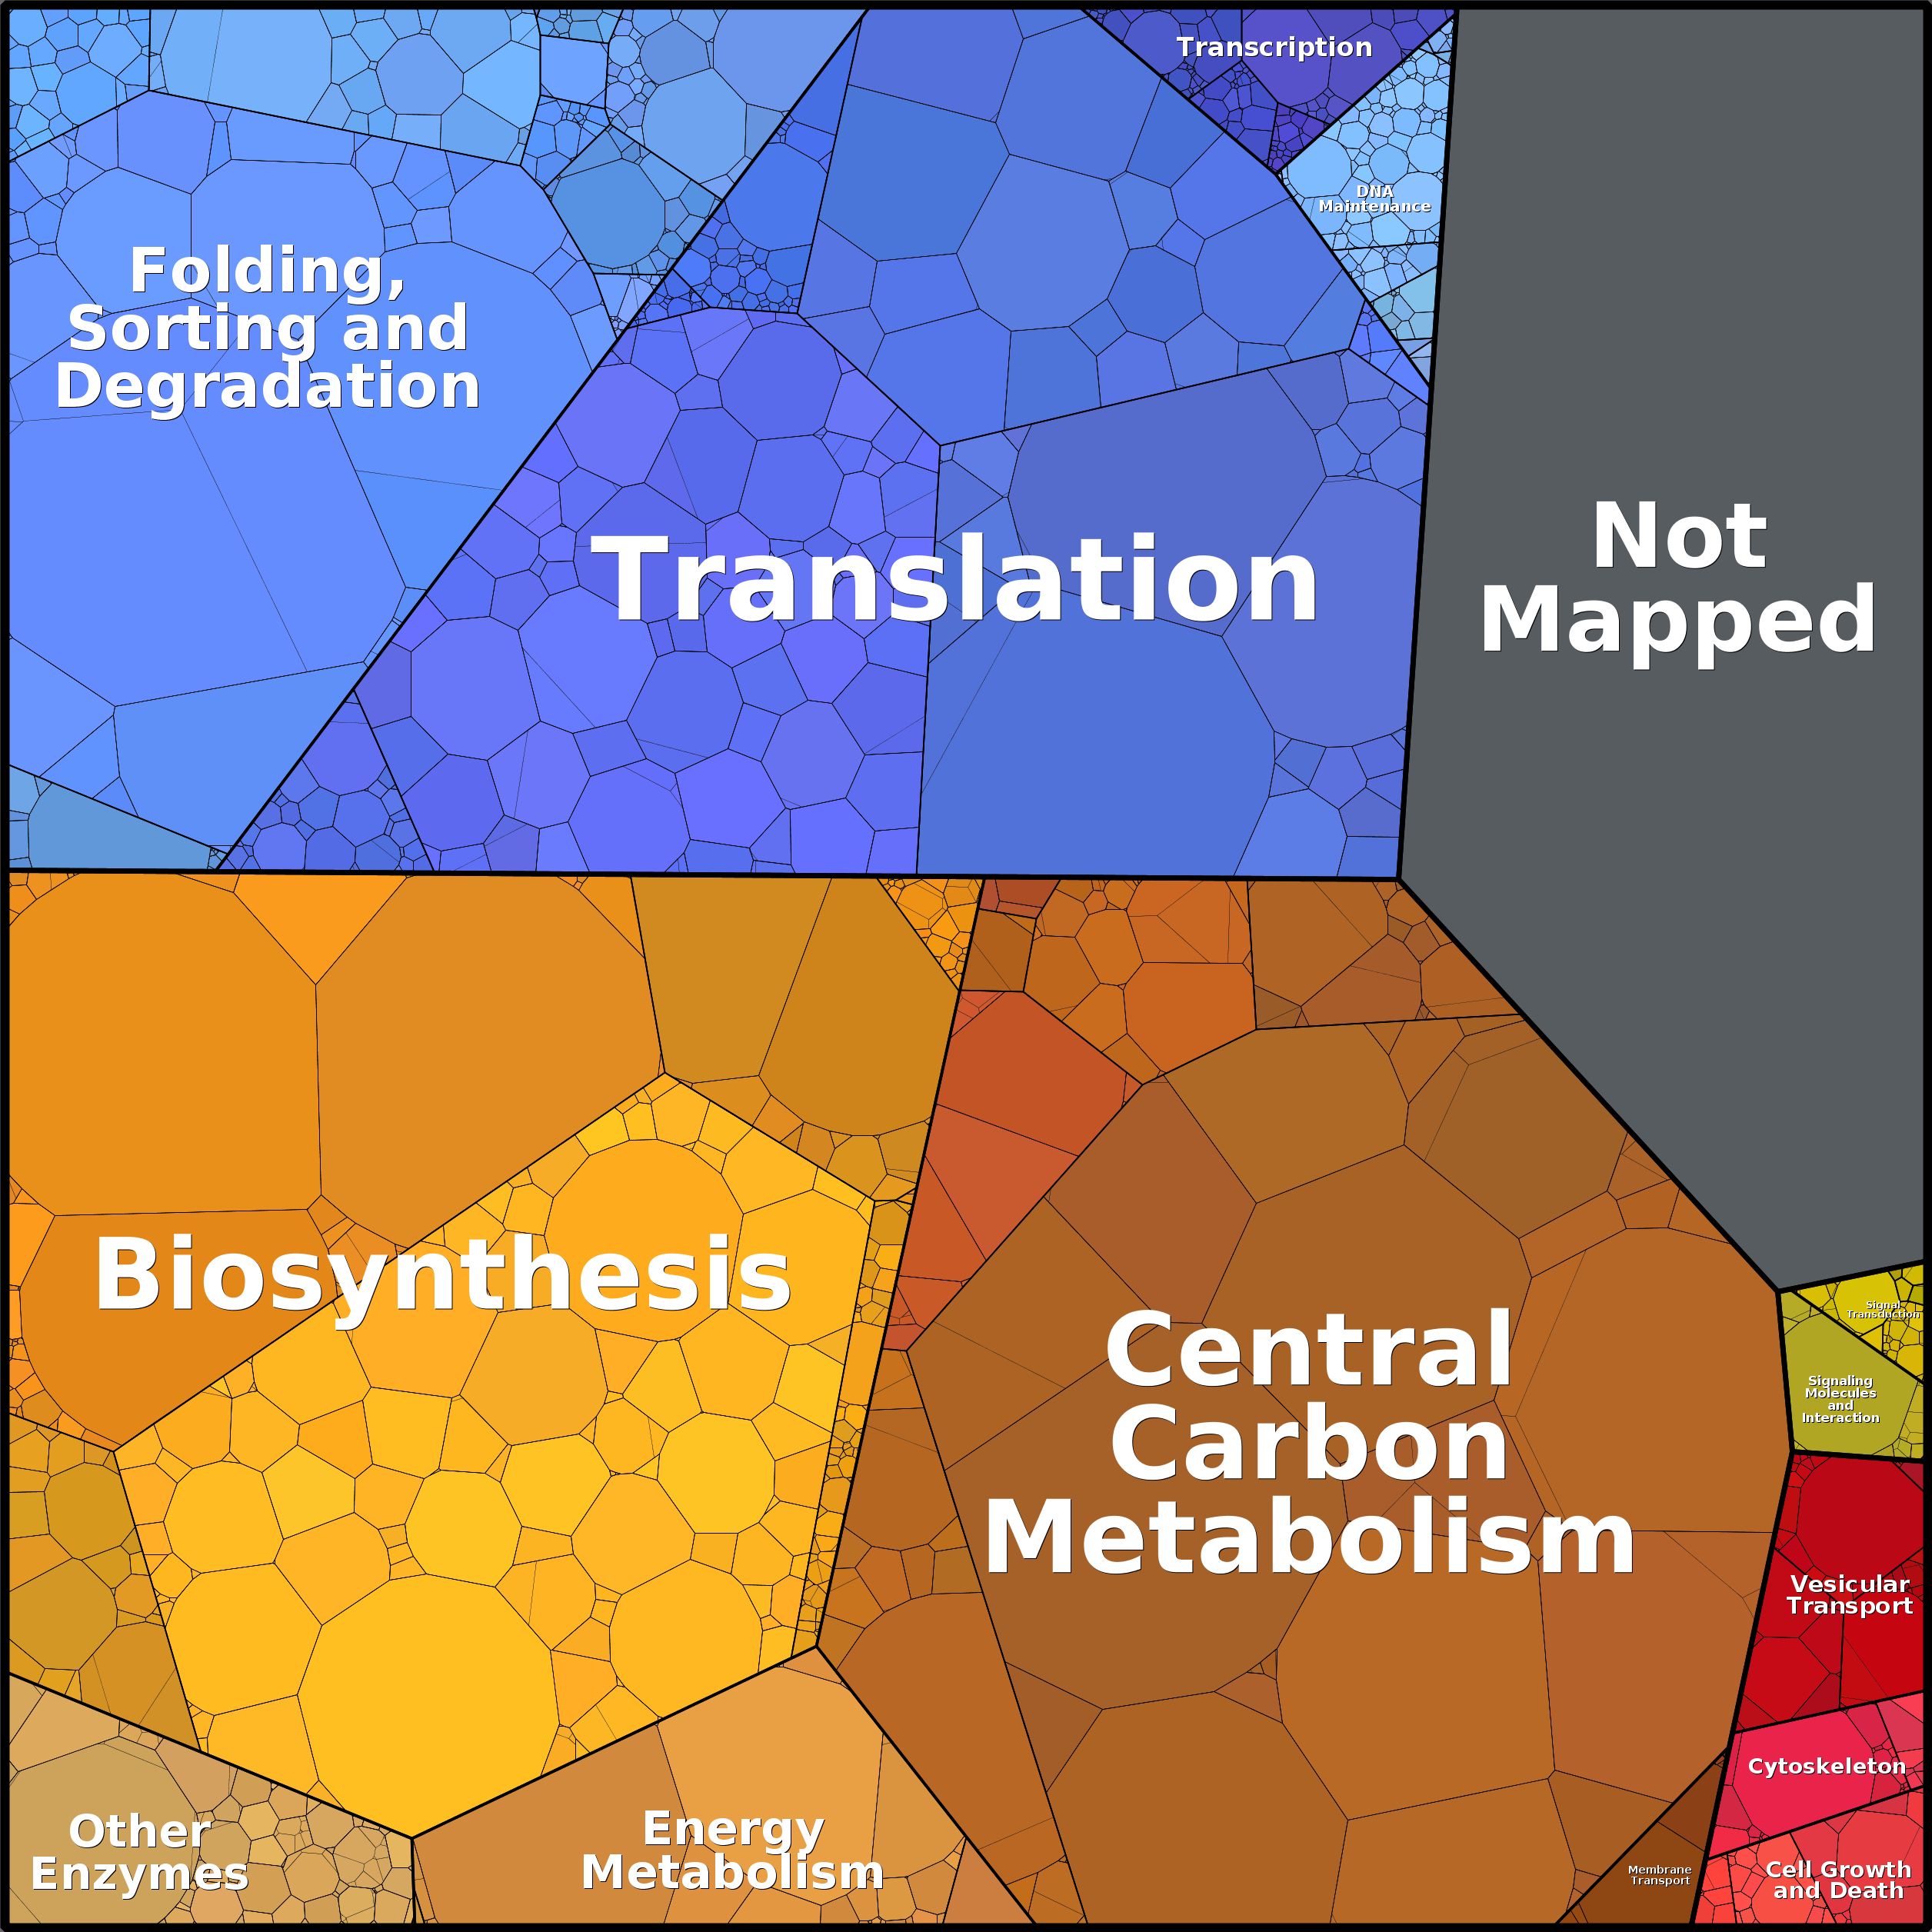 Transcription
DNA
Maintenance
Folding,
Sorting and
Degradation
Translation
Not
Mapped
Biosynthesis
Central
Carbon
Metabolism
Signal
Transduction
Signaling
Molecules
and
Interaction
Vesicular
Transport
Cytoskeleton
Other
Enzymes
Energy
Metabolism
Membrane
Transport
Cell Growth
and Death